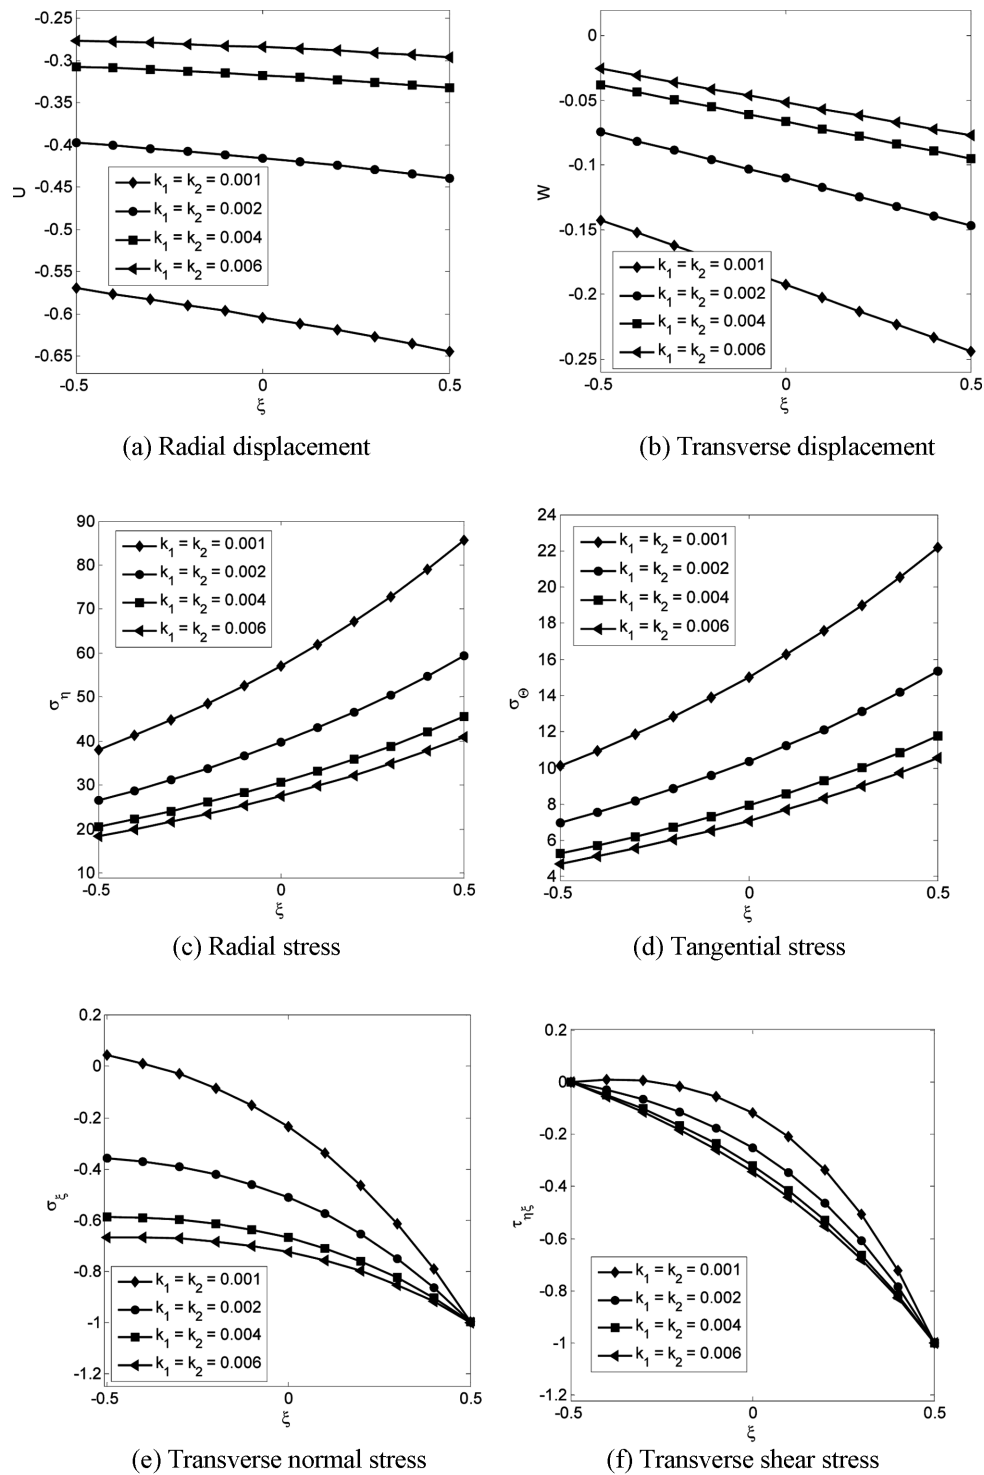 -0.25
-0.3
-0.35
-0.4
-0.45
-0.5
-0.55
-0.6
-0.65
U
k1 = k2 = 0.001
k1 = k2 = 0.002
k1 = k2 = 0.004
k1 = k2 = 0.006
-0.5 0 0.5
ξ
(a) Radial displacement
0
-0.05
-0.1
-0.15
-0.2
-0.25
W
k1 = k2 = 0.001
k1 = k2 = 0.002
k1 = k2 = 0.004
k1 = k2 = 0.006
-0.5 0 0.5
ξ
(b) Transverse displacement
90
80
70
60
50
40
30
20
10
ση
k1 = k2 = 0.001
k1 = k2 = 0.002
k1 = k2 = 0.004
k1 = k2 = 0.006
-0.5 0 0.5
ξ
(c) Radial stress
24
22
20
18
16
14
12
10
8
6
4
σΘ
k1 = k2 = 0.001
k1 = k2 = 0.002
k1 = k2 = 0.004
k1 = k2 = 0.006
-0.5 0 0.5
ξ
(d) Tangential stress
0.2
0
-0.2
-0.4
-0.6
-0.8
-1
-1.2
σξ
k1 = k2 = 0.001
k1 = k2 = 0.002
k1 = k2 = 0.004
k1 = k2 = 0.006
-0.5 0 0.5
ξ
(e) Transverse normal stress
0.2
0
-0.2
-0.4
-0.6
-0.8
-1
-1.2
τηξ
k1 = k2 = 0.001
k1 = k2 = 0.002
k1 = k2 = 0.004
k1 = k2 = 0.006
-0.5 0 0.5
ξ
(f) Transverse shear stress